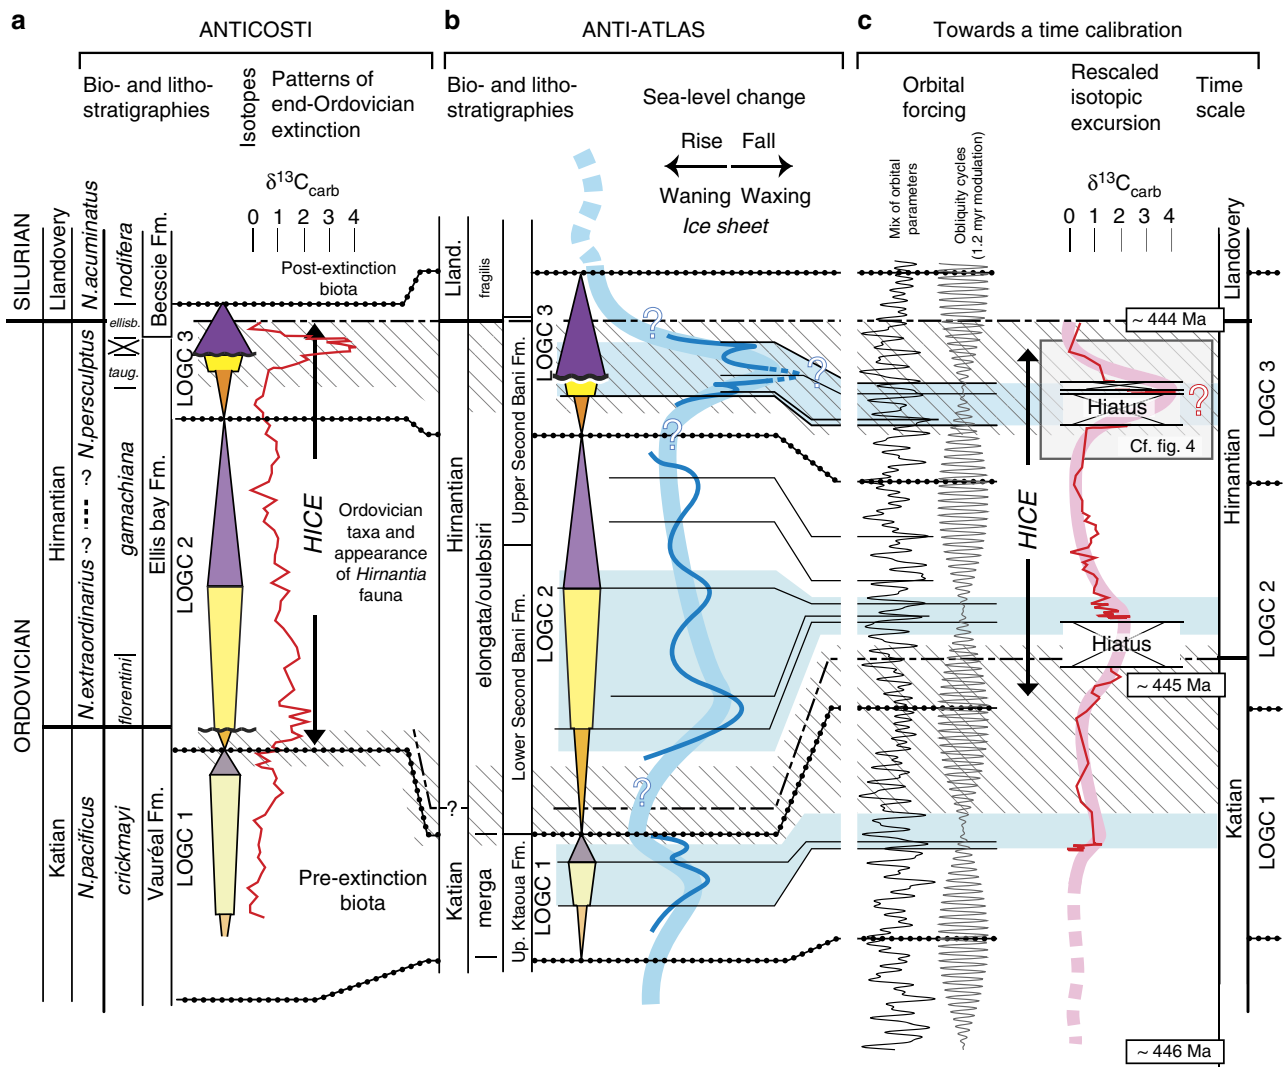 a
ANTICOSTI
b
ANTI-ATLAS
c
Towards a time calibration
Bio- and litho-
stratigraphies
Isotopes
Patterns of
end-Ordovician
extinction
δ13Ccarb
0 1 2 3 4
Post-extinction
biota
Bio- and litho-
stratigraphies
Sea-level change
Rise Fall
Waning Waxing
Ice sheet
Orbital
forcing
Mix of orbital
parameters
Obliquity cycles
(1.2 myr modulation)
Rescaled
isotopic
excursion
δ13Ccarb
0 1 2 3 4
Time
scale
SILURIAN
ORDOVICIAN
Llandovery
Hirnantian
Katian
N.acuminatus
N.persculptus
?
? 
N.extraordinarius
N.pacificus
nodifera
ellisb.
taug.
gamachiana
florentinii
crickmayi
Becscie Fm.
Ellis bay Fm.
Vauréal Fm.
LOGC 3
LOGC 2
LOGC 1
HICE
Ordovician
taxa and
appearance
of Hirnantia
fauna
Pre-extinction
biota
Lland.
Hirnantian
?
Katian
fragilis
elongata/oulebsiri
merga
Upper Second Bani Fm.
Lower Second Bani Fm.
Up. Ktaoua Fm.
LOGC 3
LOGC 2
LOGC 1
?
?
?
?
HICE
~ 444 Ma
Hiatus
?
Cf. fig. 4
Hiatus
~ 445 Ma
~ 446 Ma
Llandovery
Hirnantian
Katian
LOGC 3
LOGC 2
LOGC 1